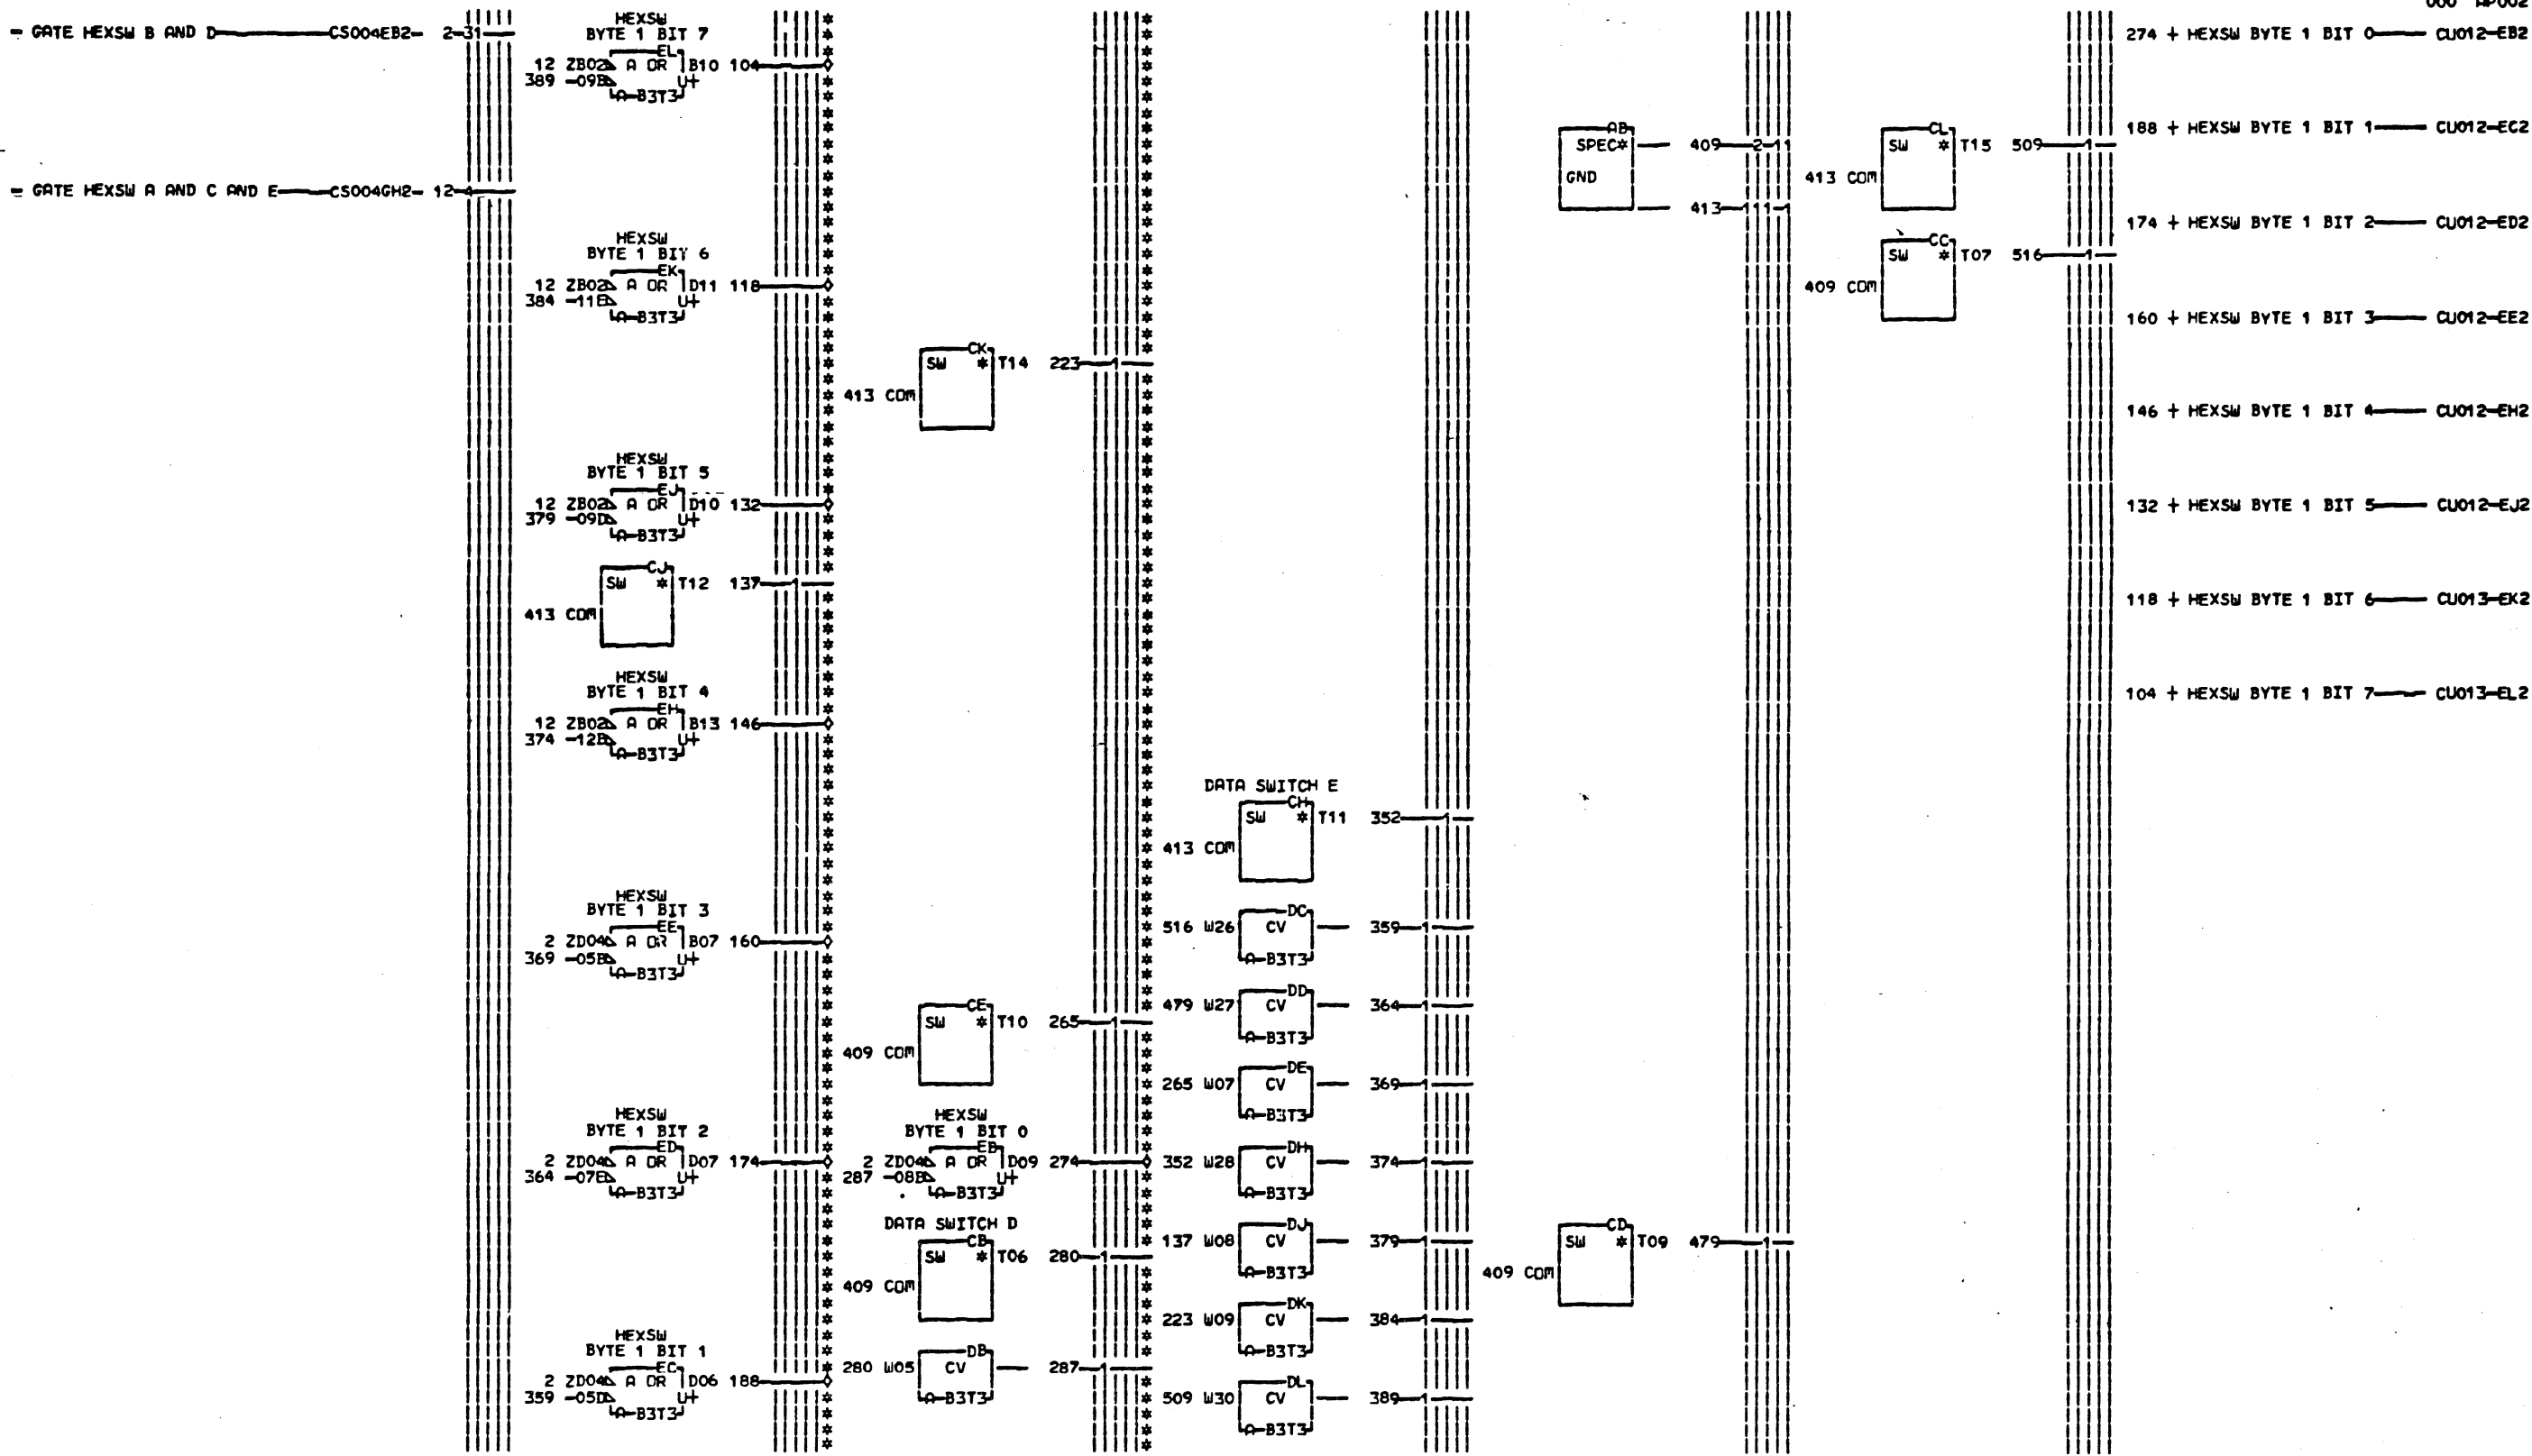 - GATE HEXSW B AND D CS004EB2- 2-31
- GATE HEXSW A AND C AND E CS004GH2- 12-4
HEXSW
BYTE 1 BIT 7
EL
12 ZB02 A OR B10 104
389 -09B U+
A-B3T3
HEXSW
BYTE 1 BIT 6
EK
12 ZB02 A OR D11 118
384 -11B U+
A-B3T3
HEXSW
BYTE 1 BIT 5
EJ
12 ZB02 A OR D10 132
379 -09D U+
A-B3T3
CJ
SW * T12 137 1
413 COM
HEXSW
BYTE 1 BIT 4
EH
12 ZB02 A OR B13 146
374 -12B U+
A-B3T3
HEXSW
BYTE 1 BIT 3
EE
2 ZD04 A OR B07 160
369 -05B U+
A-B3T3
HEXSW
BYTE 1 BIT 2
ED
2 ZD04 A OR D07 174
364 -07B U+
A-B3T3
HEXSW
BYTE 1 BIT 1
EC
2 ZD04 A OR D06 188
359 -05D U+
A-B3T3
CK
SW * T14 223 1
413 COM
CE
SW * T10 265 1
409 COM
HEXSW
BYTE 1 BIT 0
EB
2 ZD04 A OR D09 274
287 -08B U+
A-B3T3
DATA SWITCH D
CB
SW * T06 280 1
409 COM
DB
280 W05 CV 287 1
A-B3T3
DATA SWITCH E
CH
SW * T11 352 1
413 COM
DC
516 W26 CV 359 1
A-B3T3
DD
479 W27 CV 364 1
A-B3T3
DE
265 W07 CV 369 1
A-B3T3
DH
352 W28 CV 374 1
A-B3T3
DJ
137 W08 CV 379 1
A-B3T3
DK
223 W09 CV 384 1
A-B3T3
DL
509 W30 CV 389 1
A-B3T3
AB
SPEC* 409 2-11
GND
413 111-1
CD
SW * T09 479 1
409 COM
CL
SW * T15 509 1
413 COM
CC
SW * T07 516 1
409 COM
000 AP002
274 + HEXSW BYTE 1 BIT 0 CU012-EB2
188 + HEXSW BYTE 1 BIT 1 CU012-EC2
174 + HEXSW BYTE 1 BIT 2 CU012-ED2
160 + HEXSW BYTE 1 BIT 3 CU012-EE2
146 + HEXSW BYTE 1 BIT 4 CU012-EH2
132 + HEXSW BYTE 1 BIT 5 CU012-EJ2
118 + HEXSW BYTE 1 BIT 6 CU013-EK2
104 + HEXSW BYTE 1 BIT 7 CU013-EL2